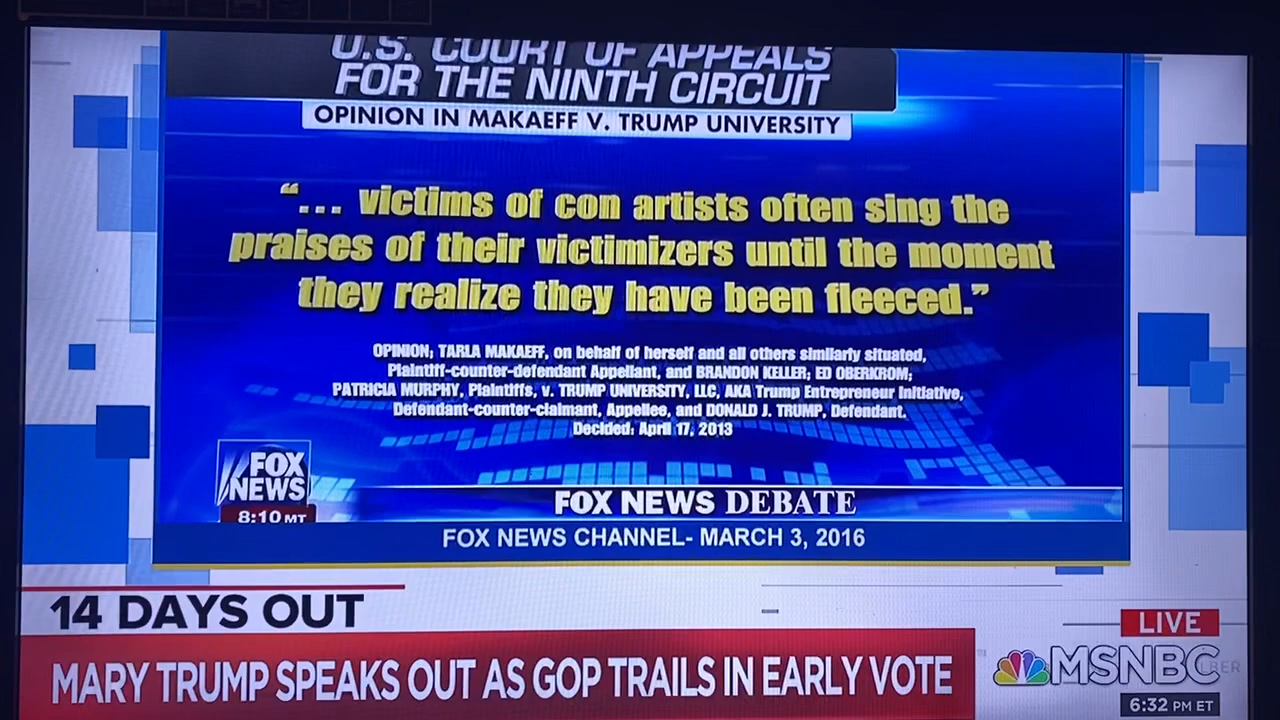 U.S. COURT OF APPEALS
FOR THE NINTH CIRCUIT
OPINION IN MAKAEFF V. TRUMP UNIVERSITY
“... victims of con artists often sing the
praises of their victimizers until the moment
they realize they have been fleeced.”
OPINION; TARLA MAKAEFF, on behalf of herself and all others similarly situated,
Plaintiff-counter-defendant Appellant, and BRANDON KELLER; ED OBERKROM;
PATRICIA MURPHY, Plaintiffs, v. TRUMP UNIVERSITY, LLC, AKA Trump Entrepreneur Initiative,
Defendant-counter-claimant, Appellee, and DONALD J. TRUMP, Defendant.
Decided: April 17, 2013
FOX
NEWS
8:10 MT
FOX NEWS DEBATE
FOX NEWS CHANNEL- MARCH 3, 2016
14 DAYS OUT
MARY TRUMP SPEAKS OUT AS GOP TRAILS IN EARLY VOTE
LIVE
MSNBC
6:32 PM ET